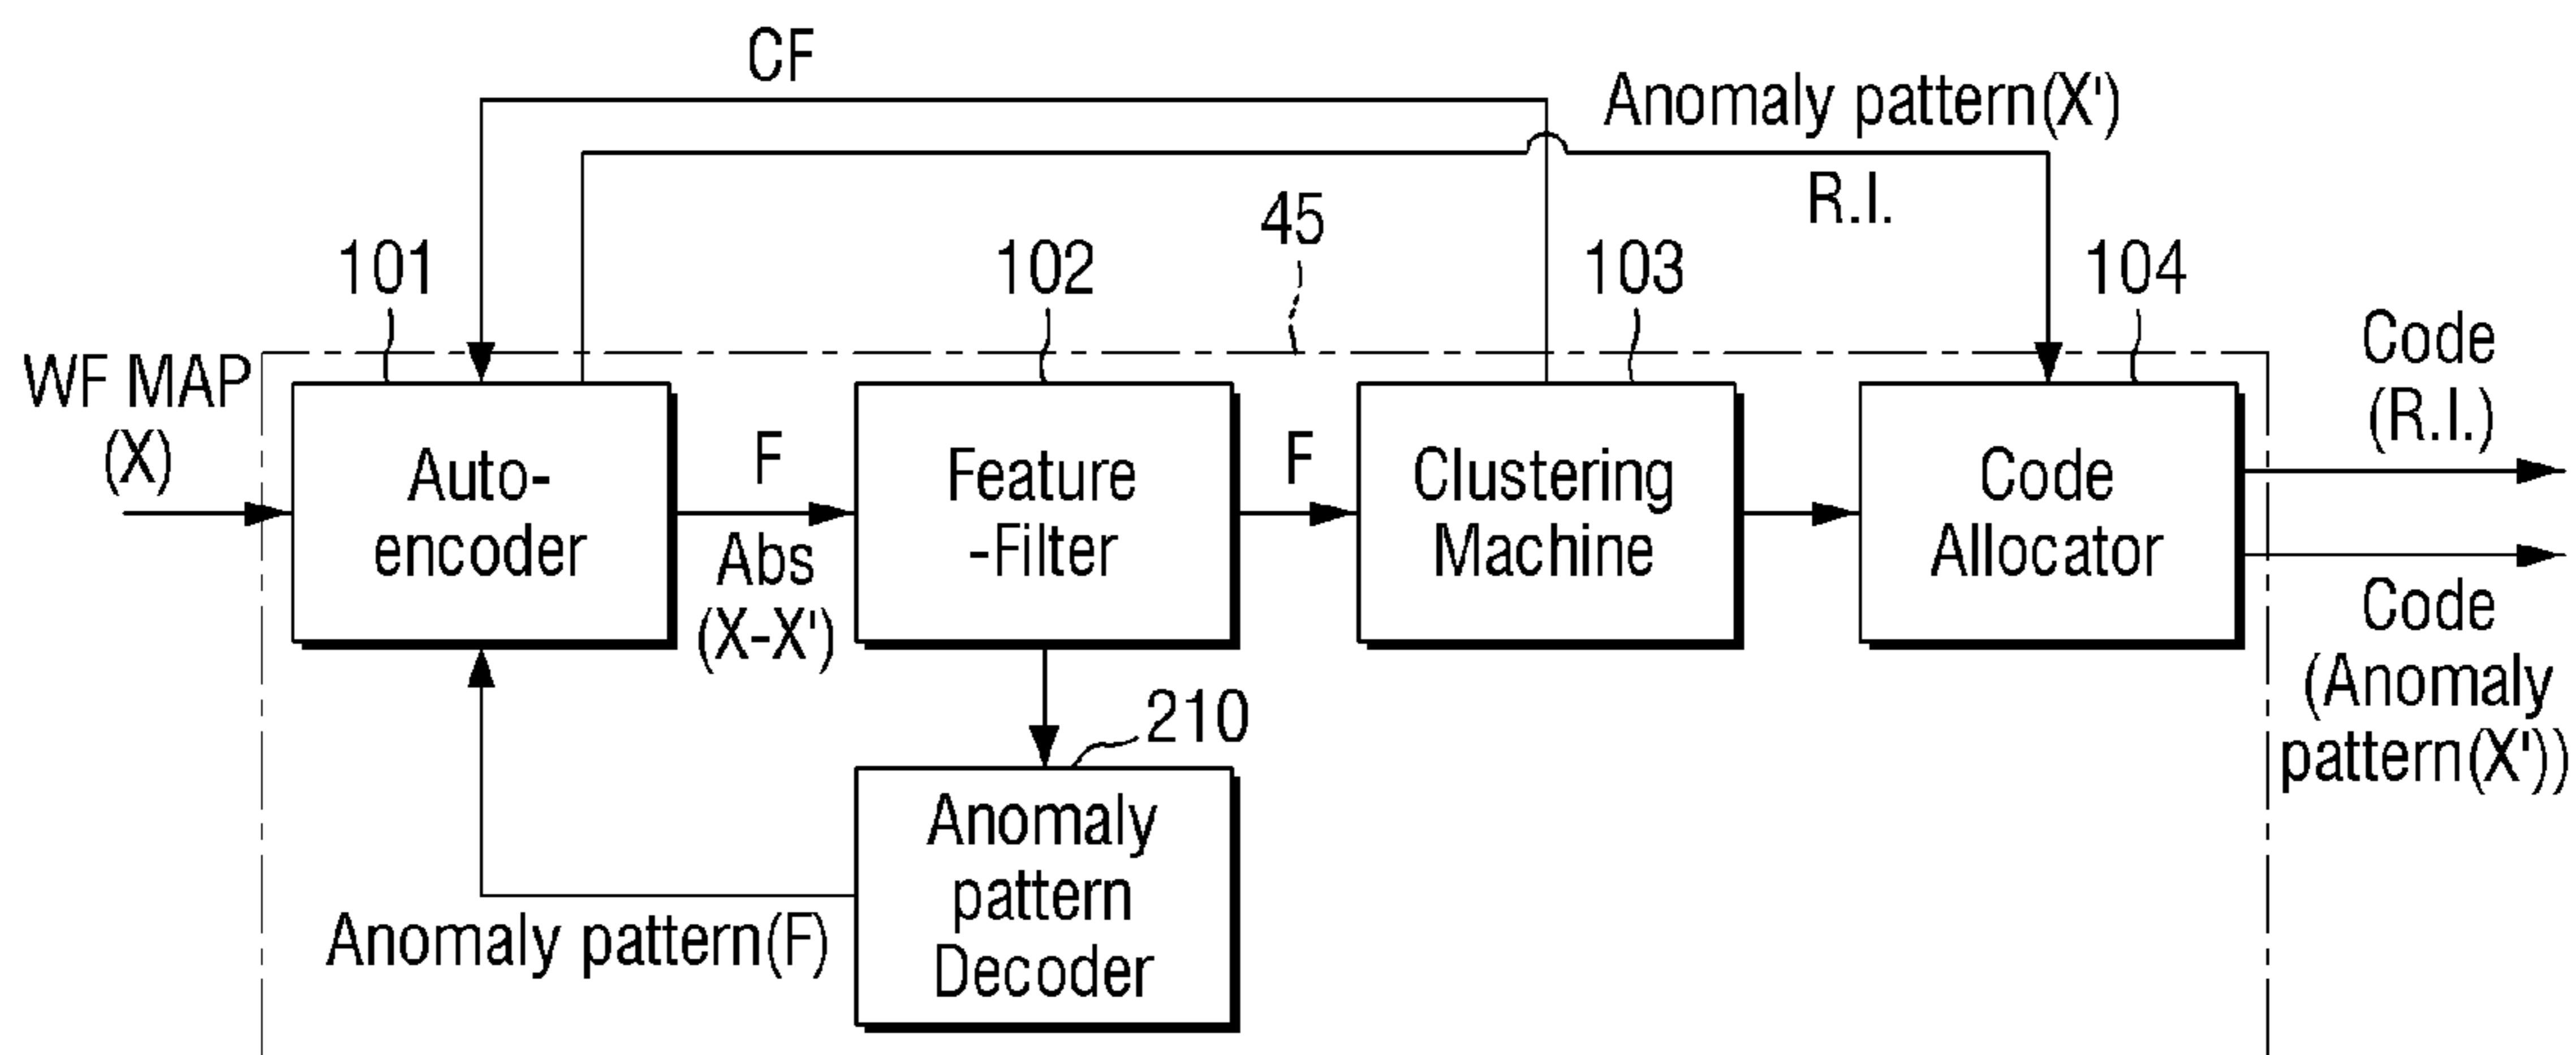 CF
Anomaly pattern(X')
R.I.
45
101
102
103
104
WF MAP
(X)
Auto-
encoder
F
Abs
(X-X')
Feature
-Filter
F
Clustering
Machine
Code
Allocator
Code
(R.I.)
Code
(Anomaly
pattern(X'))
210
Anomaly
pattern
Decoder
Anomaly pattern(F)